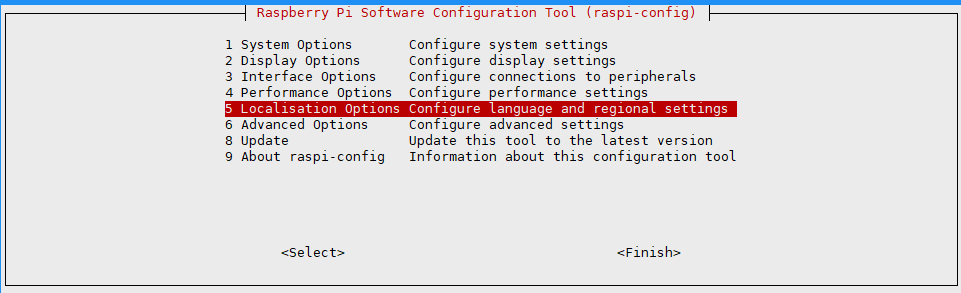 Raspberry Pi Software Configuration Tool (raspi-config)
1 System Options Configure system settings
2 Display Options Configure display settings
3 Interface Options Configure connections to peripherals
4 Performance Options Configure performance settings
5 Localisation Options Configure language and regional settings
6 Advanced Options Configure advanced settings
8 Update Update this tool to the latest version
9 About raspi-config Information about this configuration tool
<Select> <Finish>